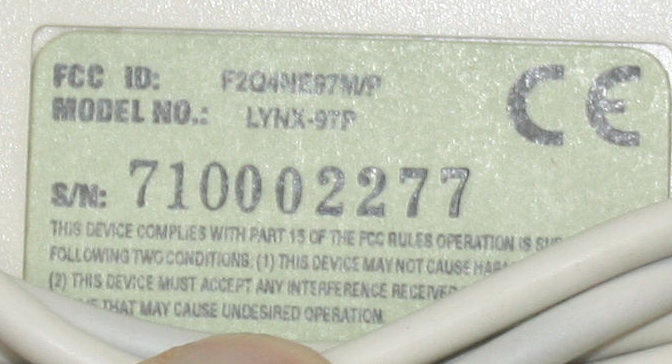 FCC ID: F2Q4NE97M/P
MODEL NO.: LYNX-97P
CE
S/N: 710002277
THIS DEVICE COMPLIES WITH PART 15 OF THE FCC RULES OPERATION IS
FOLLOWING TWO CONDITIONS: (1) THIS DEVICE MAY NOT CAUSE
(2) THIS DEVICE MUST ACCEPT ANY INTERFERENCE RECEIVED
THAT MAY CAUSE UNDESIRED OPERATION.